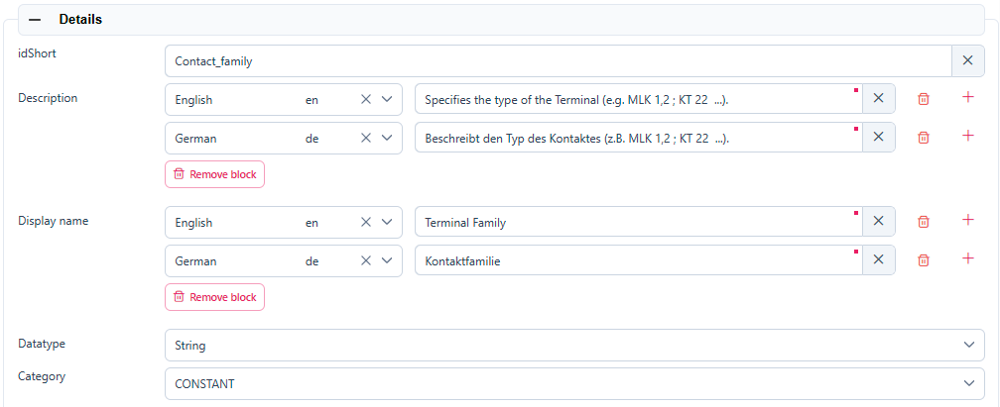 Details
idShort
Contact_family
Description
English en
Specifies the type of the Terminal (e.g. MLK 1,2 ; KT 22 ...).
German de
Beschreibt den Typ des Kontaktes (z.B. MLK 1,2 ; KT 22 ...).
Remove block
Display name
English en
Terminal Family
German de
Kontaktfamilie
Remove block
Datatype
String
Category
CONSTANT